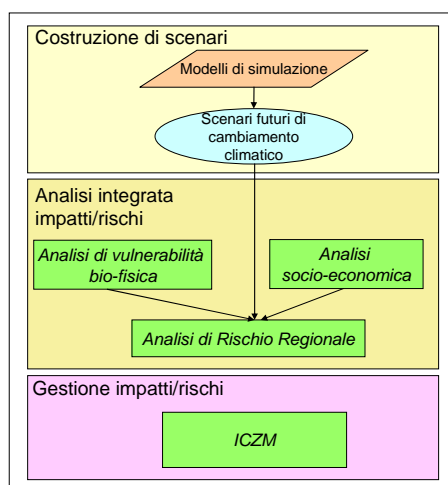 Costruzione di scenari
Modelli di simulazione
Scenari futuri di
cambiamento
climatico
Analisi integrata
impatti/rischi
Analisi di vulnerabilità
bio-fisica
Analisi
socio-economica
Analisi di Rischio Regionale
Gestione impatti/rischi
ICZM